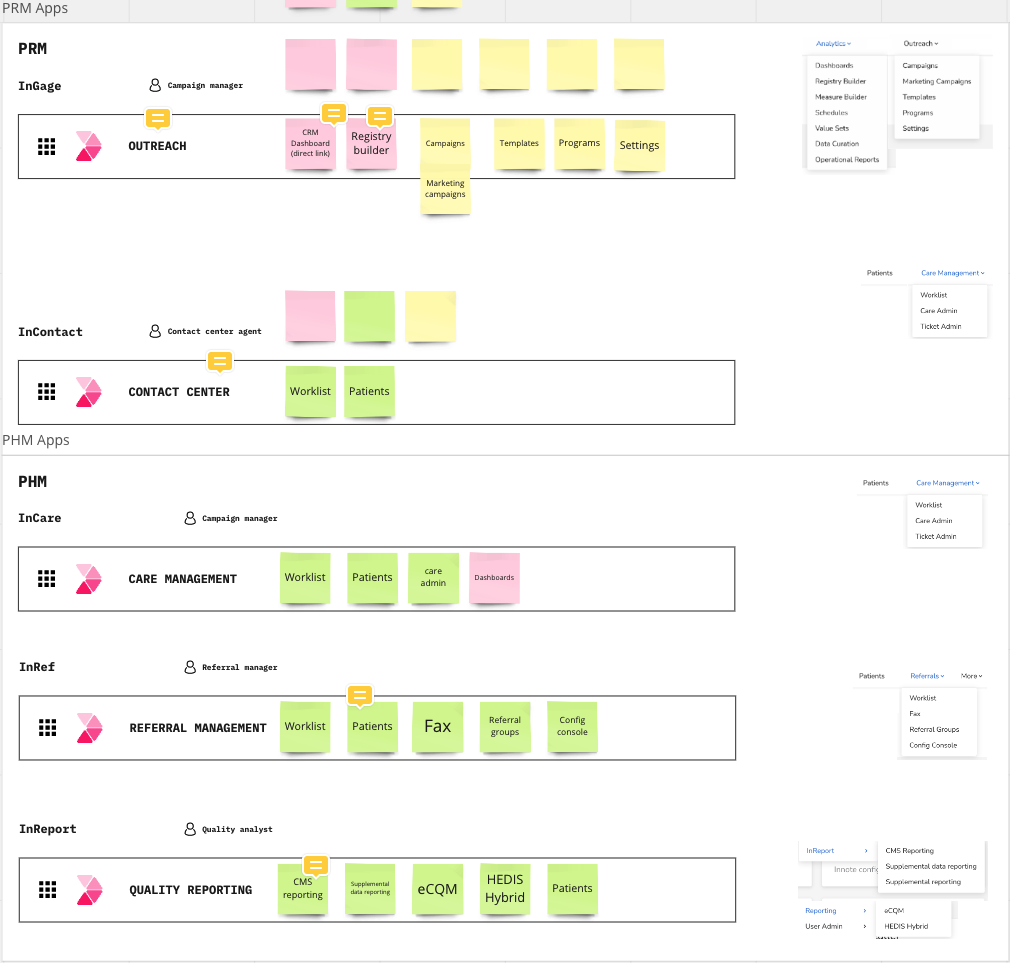 PRM Apps
PRM
InGage
Campaign manager
OUTREACH
CRM
Dashboard
(direct link)
Registry
builder
Campaigns
Marketing
campaigns
Templates
Programs
Settings
Analytics
Dashboards
Registry Builder
Measure Builder
Schedules
Value Sets
Data Curation
Operational Reports
Outreach
Campaigns
Marketing Campaigns
Templates
Programs
Settings
InContact
Contact center agent
CONTACT CENTER
Worklist
Patients
Patients
Care Management
Worklist
Care Admin
Ticket Admin
PHM Apps
PHM
InCare
Campaign manager
CARE MANAGEMENT
Worklist
Patients
care
admin
Dashboards
Patients
Care Management
Worklist
Care Admin
Ticket Admin
InRef
Referral manager
REFERRAL MANAGEMENT
Worklist
Patients
Fax
Referral
groups
Config
console
Patients
Referrals
More
Worklist
Fax
Referral Groups
Config Console
InReport
Quality analyst
QUALITY REPORTING
CMS
reporting
Supplemental
data reporting
eCQM
HEDIS
Hybrid
Patients
InReport
CMS Reporting
Supplemental data reporting
Supplemental reporting
Innote config
Reporting
User Admin
eCQM
HEDIS Hybrid